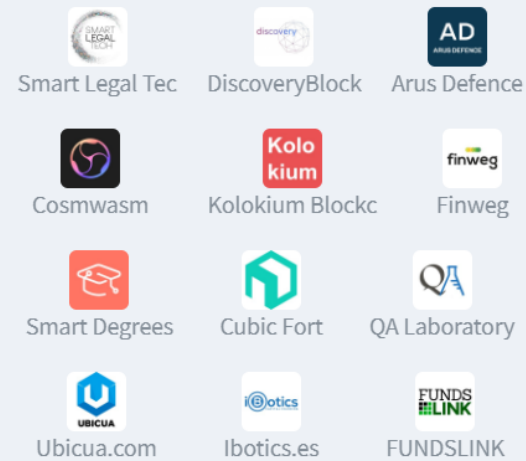 SMART
LEGAL
TECH
discovery
AD
ARUS DEFENCE
Smart Legal Tec
DiscoveryBlock
Arus Defence
Kolo
kium
finweg
Cosmwasm
Kolokium Blockc
Finweg
QA
Smart Degrees
Cubic Fort
QA Laboratory
UBICUA
iBotics
FUNDS
LINK
Ubicua.com
Ibotics.es
FUNDSLINK